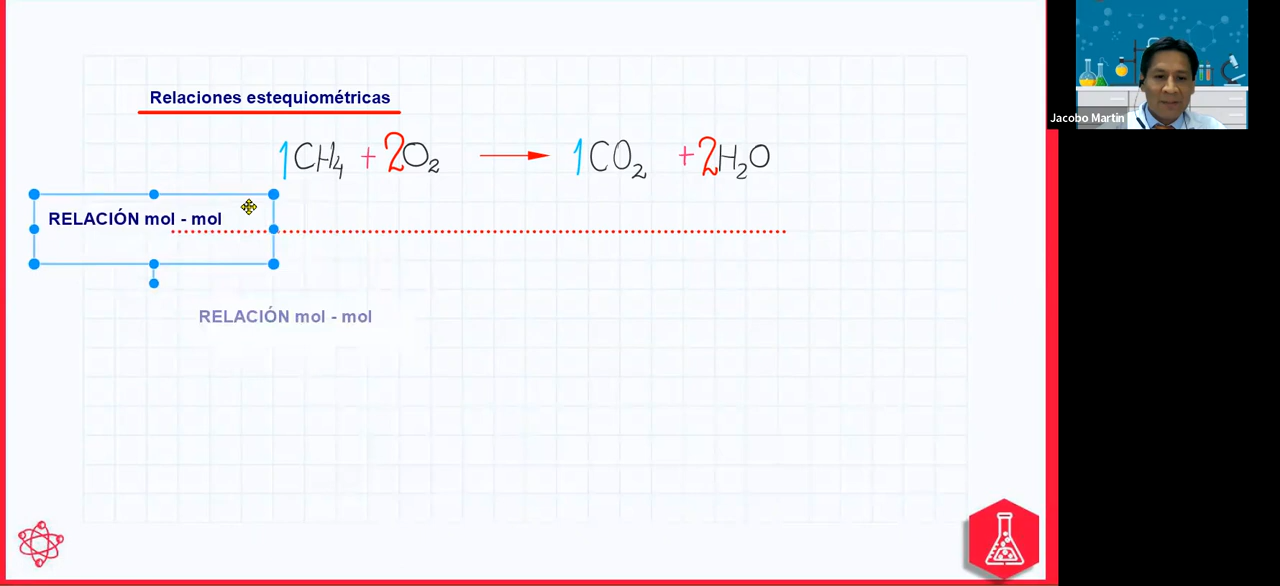 Relaciones estequiométricas
1CH₄ + 2O₂ → 1CO₂ + 2H₂O
RELACIÓN mol - mol
RELACIÓN mol - mol
Jacobo Martin